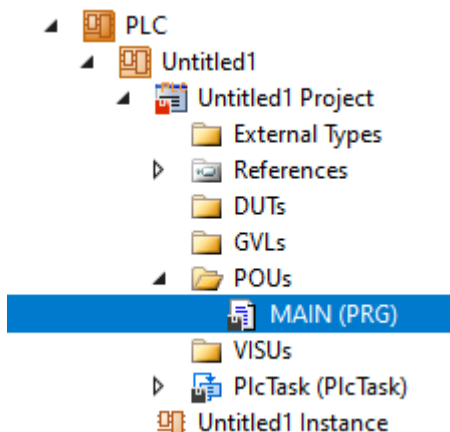 PLC
Untitled1
Untitled1 Project
External Types
References
DUTs
GVLs
POUs
MAIN (PRG)
VISUs
PlcTask (PlcTask)
Untitled1 Instance